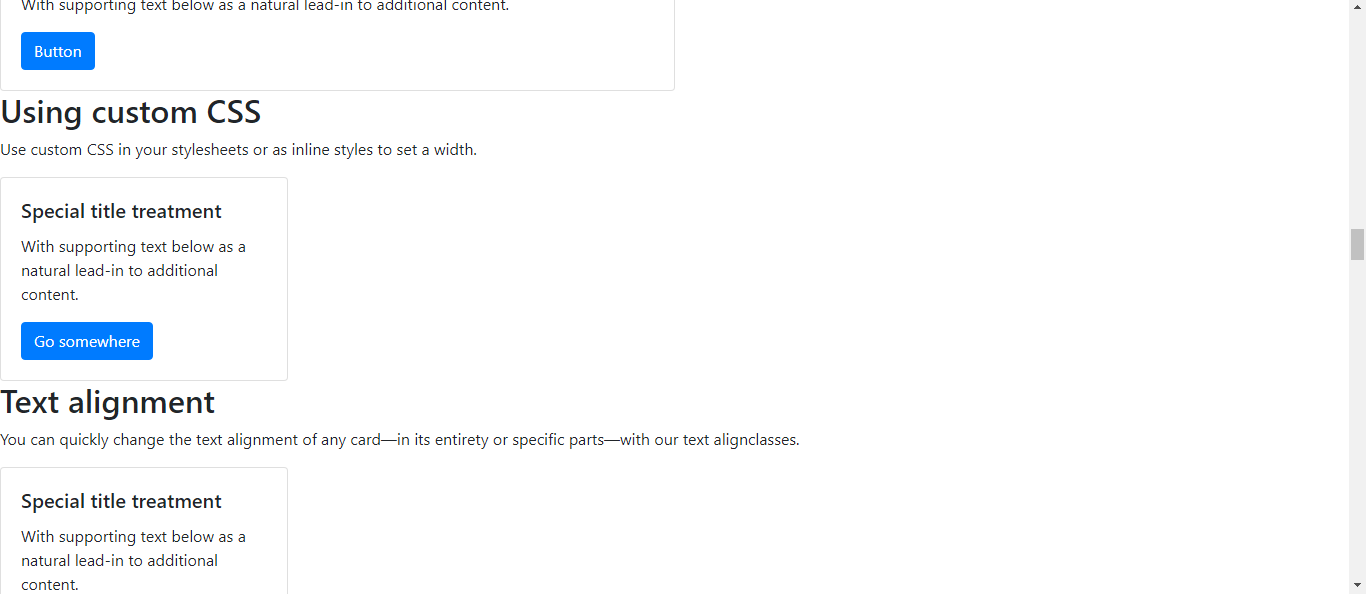 With supporting text below as a natural lead-in to additional content.
Button
Using custom CSS
Use custom CSS in your stylesheets or as inline styles to set a width.
Special title treatment
With supporting text below as a
natural lead-in to additional
content.
Go somewhere
Text alignment
You can quickly change the text alignment of any card—in its entirety or specific parts—with our text alignclasses.
Special title treatment
With supporting text below as a
natural lead-in to additional
content.